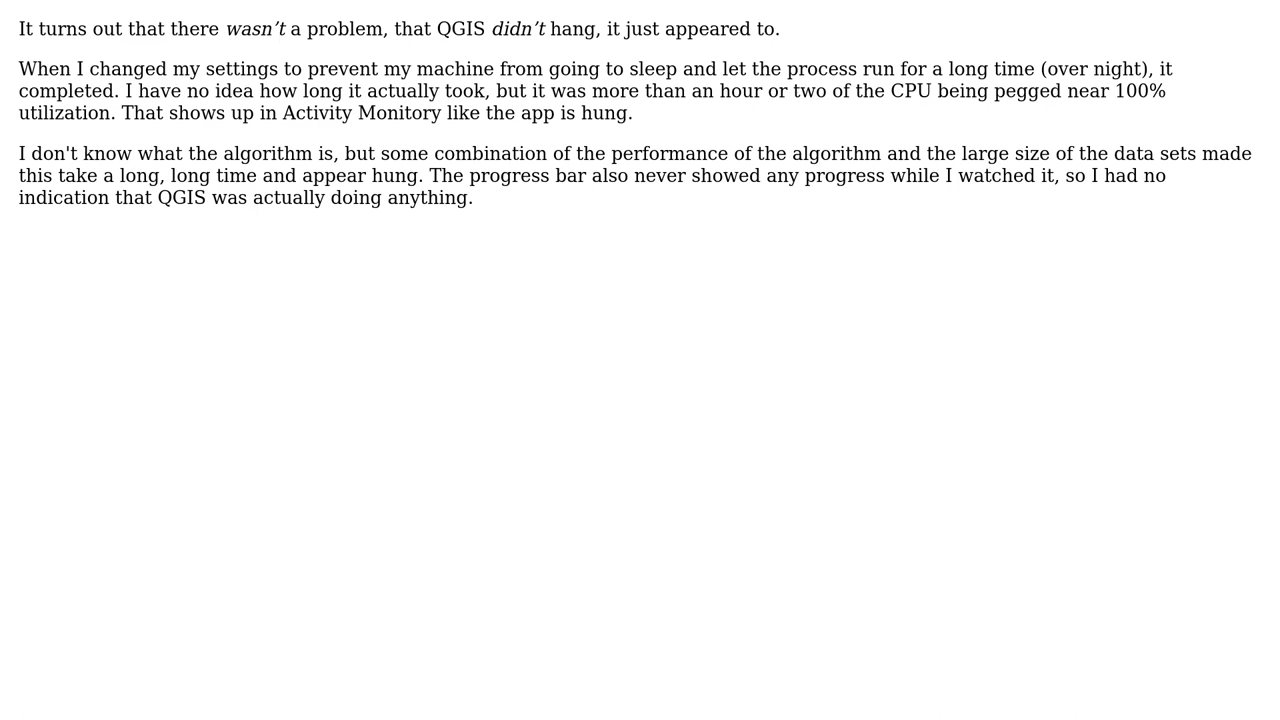 It turns out that there wasn’t a problem, that QGIS didn’t hang, it just appeared to.
When I changed my settings to prevent my machine from going to sleep and let the process run for a long time (over night), it
completed. I have no idea how long it actually took, but it was more than an hour or two of the CPU being pegged near 100%
utilization. That shows up in Activity Monitory like the app is hung.
I don't know what the algorithm is, but some combination of the performance of the algorithm and the large size of the data sets made
this take a long, long time and appear hung. The progress bar also never showed any progress while I watched it, so I had no
indication that QGIS was actually doing anything.